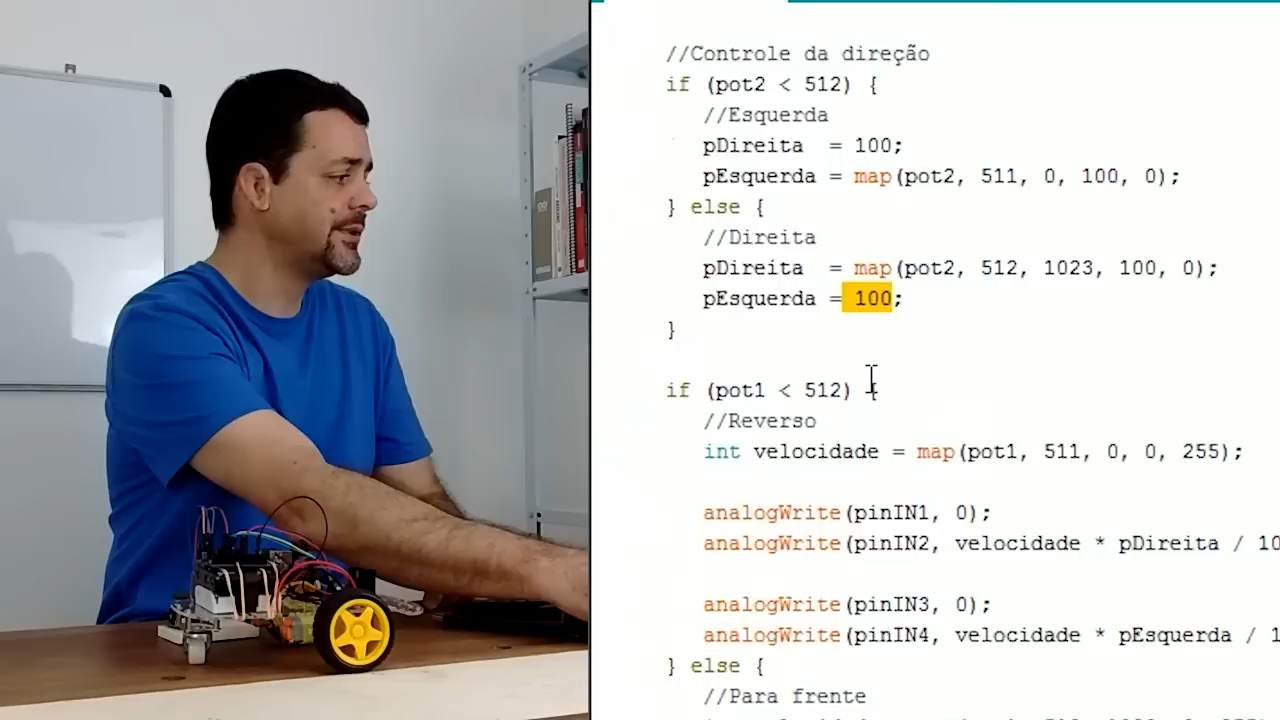 //Controle da direção
if (pot2 < 512) {
//Esquerda
pDireita = 100;
pEsquerda = map(pot2, 511, 0, 100, 0);
} else {
//Direita
pDireita = map(pot2, 512, 1023, 100, 0);
pEsquerda = 100;
}
if (pot1 < 512) {
//Reverso
int velocidade = map(pot1, 511, 0, 0, 255);
analogWrite(pinIN1, 0);
analogWrite(pinIN2, velocidade * pDireita / 10
analogWrite(pinIN3, 0);
analogWrite(pinIN4, velocidade * pEsquerda / 1
} else {
//Para frente